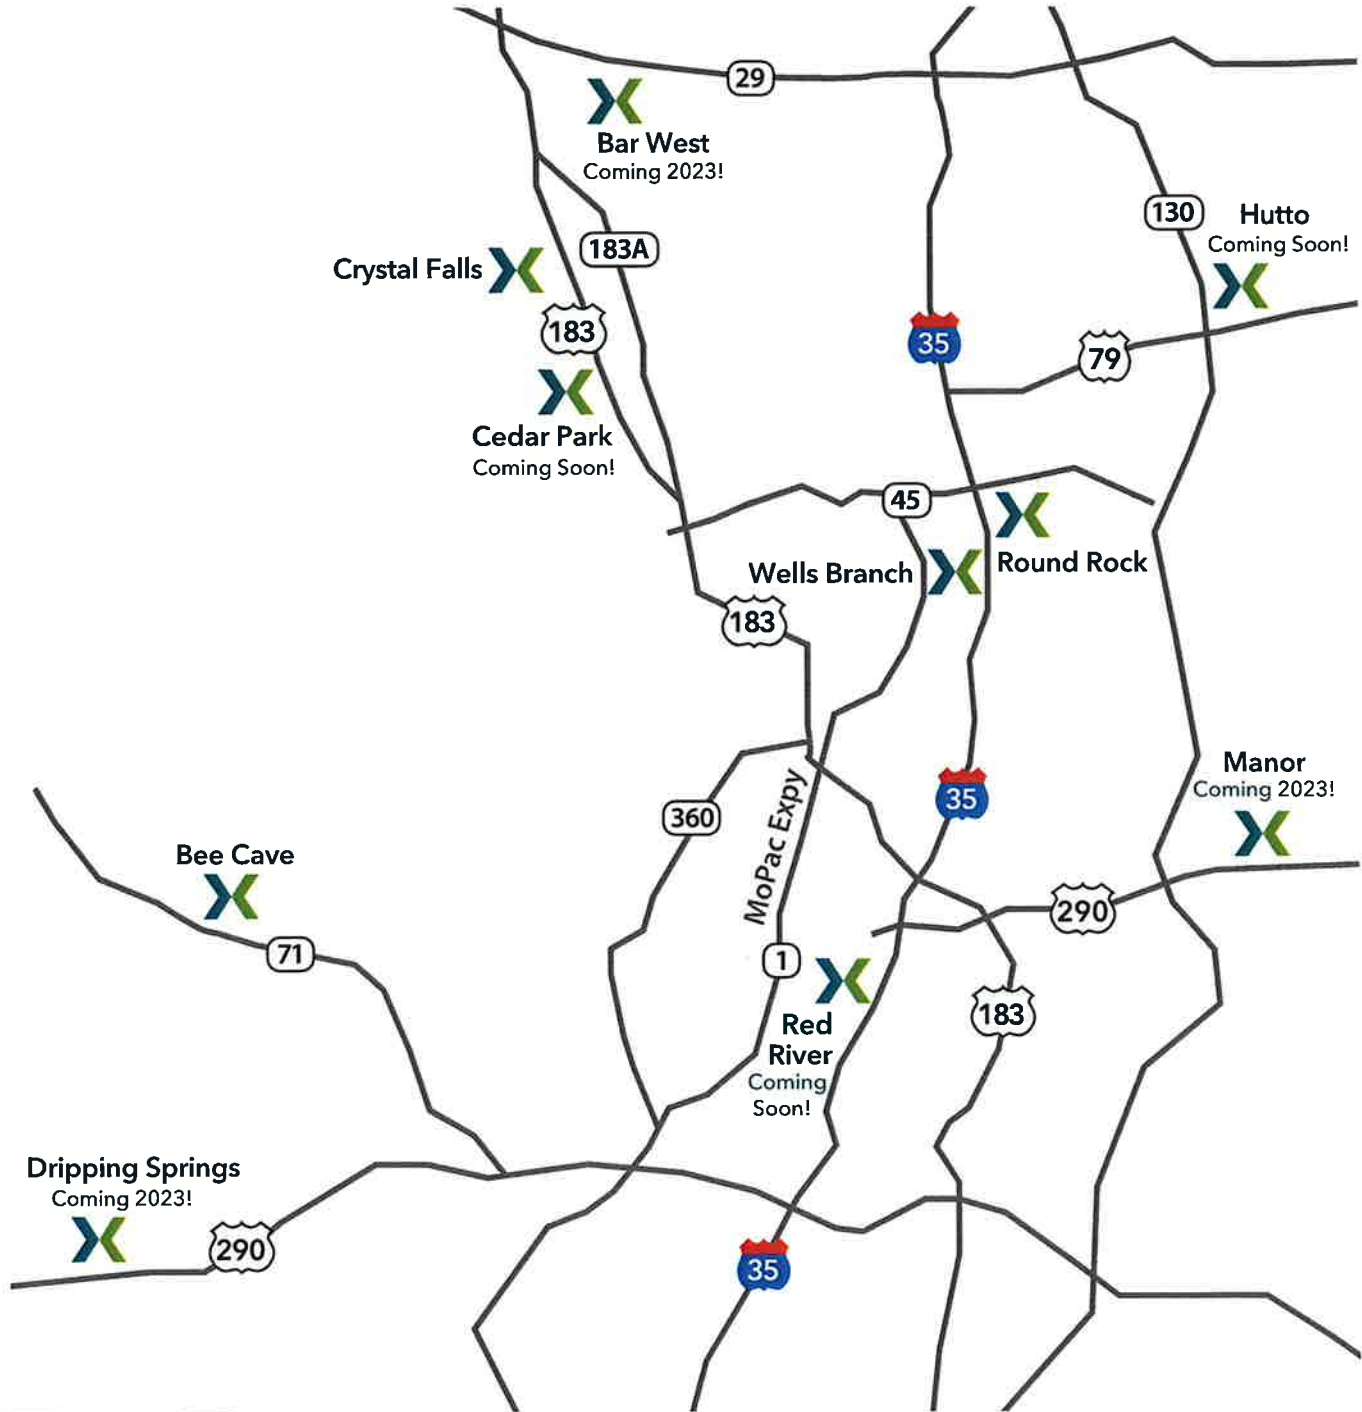 29
Bar West
Coming 2023!
130
Hutto
Coming Soon!
183A
Crystal Falls
183
35
79
Cedar Park
Coming Soon!
45
Wells Branch
Round Rock
183
Manor
Coming 2023!
35
360
MoPac Expy
Bee Cave
290
71
1
183
Red
River
Coming
Soon!
Dripping Springs
Coming 2023!
290
35